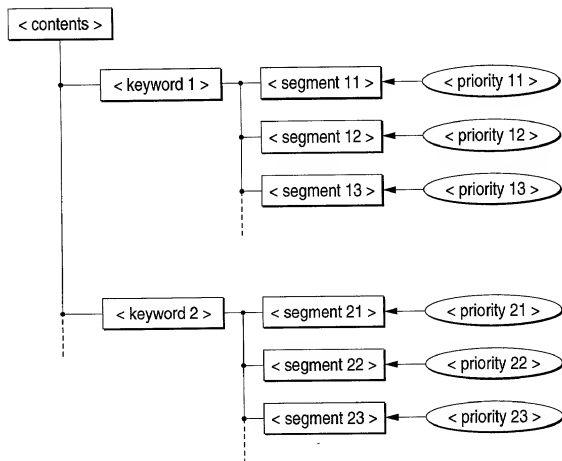 < contents >
< keyword 1 >
< segment 11 >
< priority 11 >
< segment 12 >
< priority 12 >
< segment 13 >
< priority 13 >
< keyword 2 >
< segment 21 >
< priority 21 >
< segment 22 >
< priority 22 >
< segment 23 >
< priority 23 >